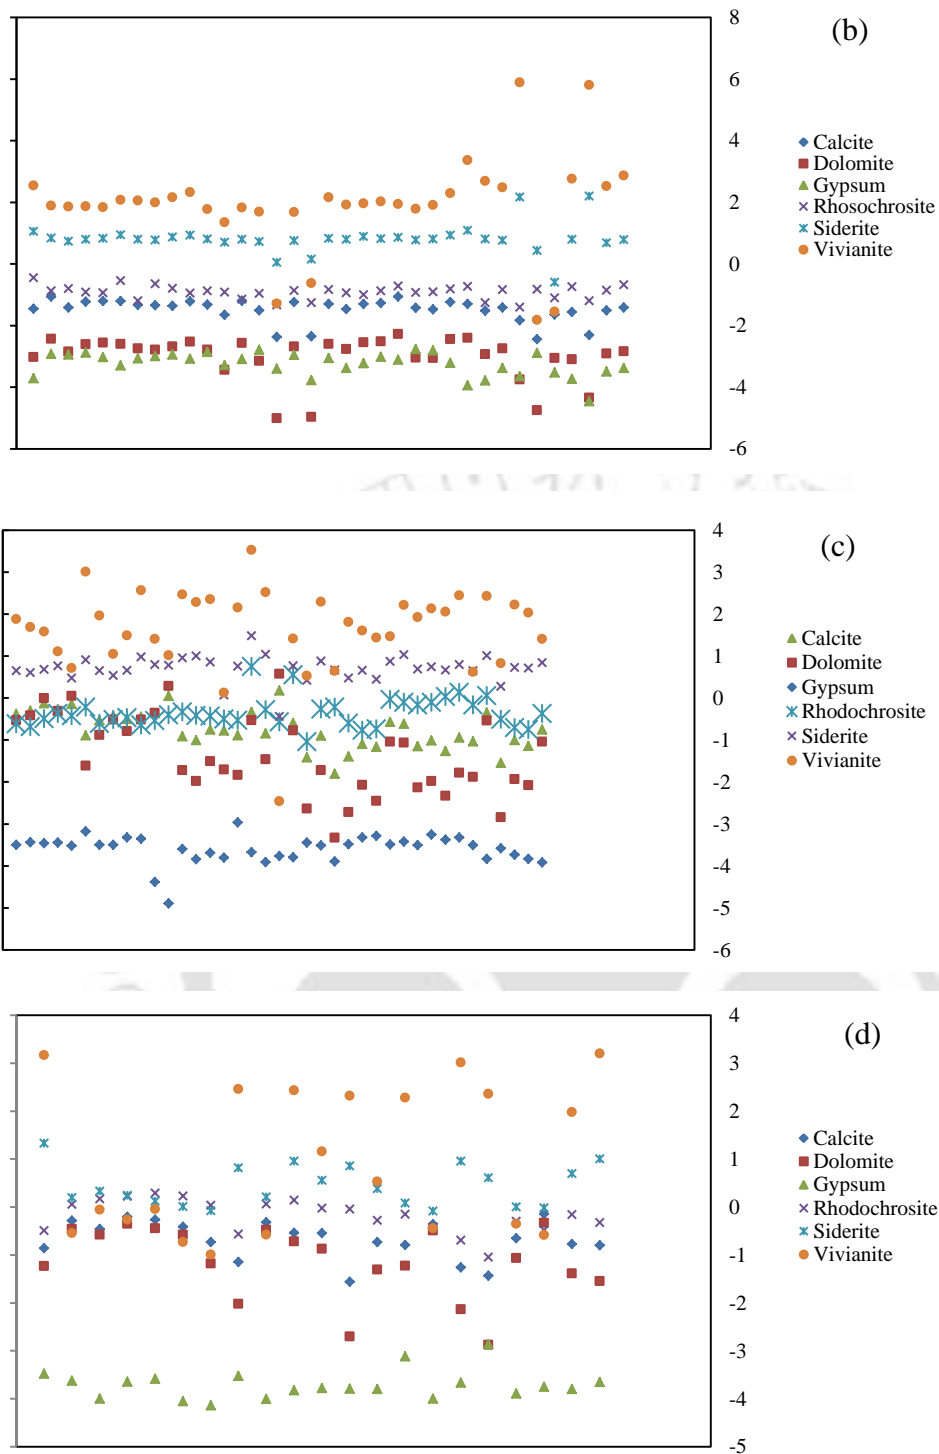 8
(b)
6
4
2
0
-2
-4
-6
Calcite
Dolomite
Gypsum
Rhosochrosite
Siderite
Vivianite
4
(c)
3
2
1
0
-1
-2
-3
-4
-5
-6
Calcite
Dolomite
Gypsum
Rhodochrosite
Siderite
Vivianite
4
(d)
3
2
1
0
-1
-2
-3
-4
-5
Calcite
Dolomite
Gypsum
Rhodochrosite
Siderite
Vivianite